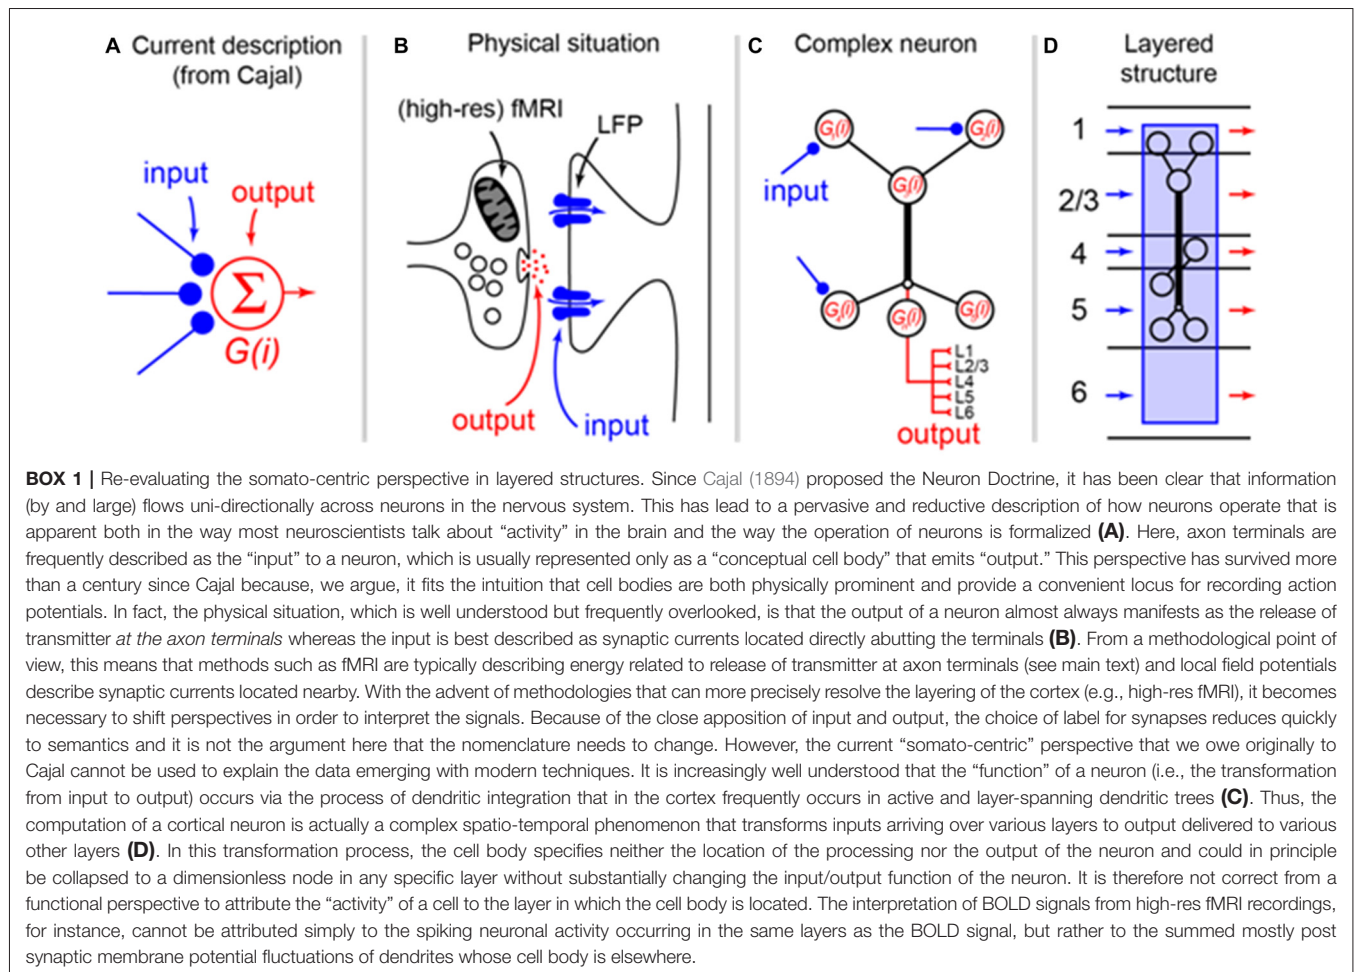 A Current description
(from Cajal)
input
output
Σ
G(i)
B Physical situation
(high-res) fMRI
LFP
output
input
C Complex neuron
input
output
L1
L2/3
L4
L5
L6
D Layered
structure
1
2/3
4
5
6
BOX 1 | Re-evaluating the somato-centric perspective in layered structures. Since Cajal (1894) proposed the Neuron Doctrine, it has been clear that information
(by and large) flows uni-directionally across neurons in the nervous system. This has lead to a pervasive and reductive description of how neurons operate that is
apparent both in the way most neuroscientists talk about “activity” in the brain and the way the operation of neurons is formalized (A). Here, axon terminals are
frequently described as the “input” to a neuron, which is usually represented only as a “conceptual cell body” that emits “output.” This perspective has survived more
than a century since Cajal because, we argue, it fits the intuition that cell bodies are both physically prominent and provide a convenient locus for recording action
potentials. In fact, the physical situation, which is well understood but frequently overlooked, is that the output of a neuron almost always manifests as the release of
transmitter at the axon terminals whereas the input is best described as synaptic currents located directly abutting the terminals (B). From a methodological point of
view, this means that methods such as fMRI are typically describing energy related to release of transmitter at axon terminals (see main text) and local field potentials
describe synaptic currents located nearby. With the advent of methodologies that can more precisely resolve the layering of the cortex (e.g., high-res fMRI), it becomes
necessary to shift perspectives in order to interpret the signals. Because of the close apposition of input and output, the choice of label for synapses reduces quickly
to semantics and it is not the argument here that the nomenclature needs to change. However, the current “somato-centric” perspective that we owe originally to
Cajal cannot be used to explain the data emerging with modern techniques. It is increasingly well understood that the “function” of a neuron (i.e., the transformation
from input to output) occurs via the process of dendritic integration that in the cortex frequently occurs in active and layer-spanning dendritic trees (C). Thus, the
computation of a cortical neuron is actually a complex spatio-temporal phenomenon that transforms inputs arriving over various layers to output delivered to various
other layers (D). In this transformation process, the cell body specifies neither the location of the processing nor the output of the neuron and could in principle
be collapsed to a dimensionless node in any specific layer without substantially changing the input/output function of the neuron. It is therefore not correct from a
functional perspective to attribute the “activity” of a cell to the layer in which the cell body is located. The interpretation of BOLD signals from high-res fMRI recordings,
for instance, cannot be attributed simply to the spiking neuronal activity occurring in the same layers as the BOLD signal, but rather to the summed mostly post
synaptic membrane potential fluctuations of dendrites whose cell body is elsewhere.